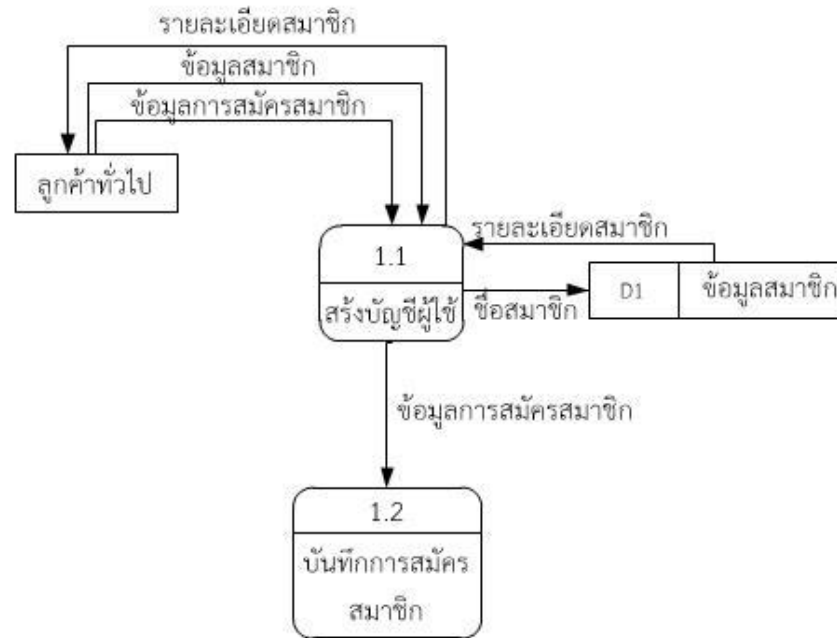 รายละเอียดสมาชิก
ข้อมูลสมาชิก
ข้อมูลการสมัครสมาชิก
ลูกค้าทั่วไป
1.1
สร้งบัญชีผู้ใช้
รายละเอียดสมาชิก
D1
ข้อมูลสมาชิก
ชื่อสมาชิก
ข้อมูลการสมัครสมาชิก
1.2
บันทึกการสมัคร
สมาชิก